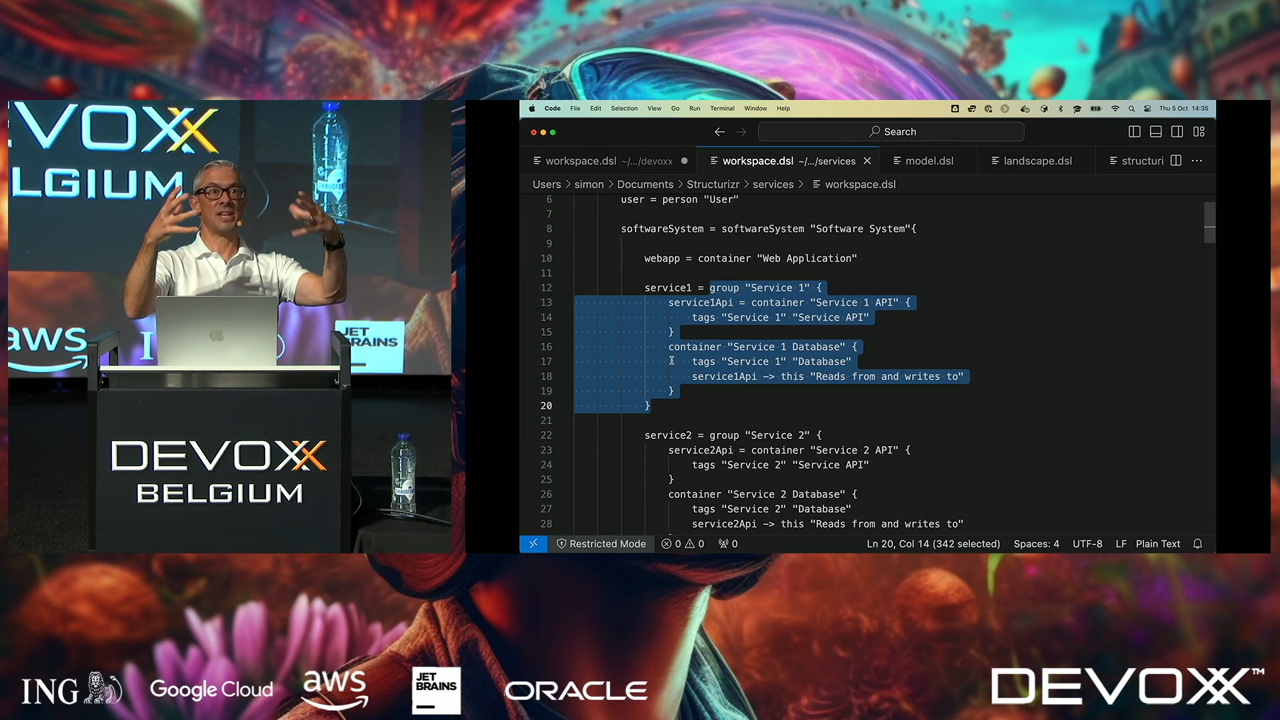 DEVOXX
LGIUM
aws
JET
BRAINS
DEVOXX
BELGIUM
Code File Edit Selection View Go Run Terminal Window Help Thu 5 Oct 14:35
Search
workspace.dsl ~/.../devoxx
workspace.dsl ~/.../services
model.dsl
landscape.dsl
structuri
Users > simon > Documents > Structurizr > services > workspace.dsl
6 user = person "User"
7
8 softwareSystem = softwareSystem "Software System"{
9
10 webapp = container "Web Application"
11
12 service1 = group "Service 1" {
13 service1Api = container "Service 1 API" {
14 tags "Service 1" "Service API"
15 }
16 container "Service 1 Database" {
17 tags "Service 1" "Database"
18 service1Api -> this "Reads from and writes to"
19 }
20 }
21
22 service2 = group "Service 2" {
23 service2Api = container "Service 2 API" {
24 tags "Service 2" "Service API"
25 }
26 container "Service 2 Database" {
27 tags "Service 2" "Database"
28 service2Api -> this "Reads from and writes to"
Restricted Mode 0 0 0 Ln 20, Col 14 (342 selected) Spaces: 4 UTF-8 LF Plain Text
ING
Google Cloud
aws
JET
BRAINS
ORACLE
DEVOXX™